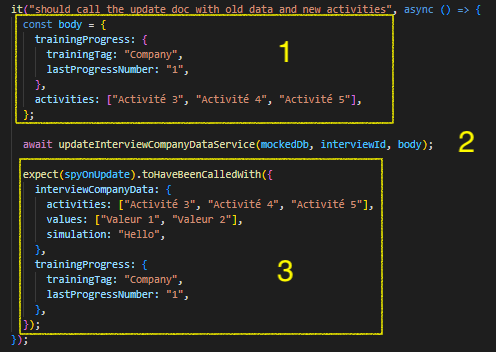 it("should call the update doc with old data and new activities", async () => {
const body = {
trainingProgress: {
trainingTag: "Company",
lastProgressNumber: "1",
},
activities: ["Activité 3", "Activité 4", "Activité 5"],
};
1
await updateInterviewCompanyDataService(mockedDb, interviewId, body);
2
expect(spyOnUpdate).toHaveBeenCalledWith({
interviewCompanyData: {
activities: ["Activité 3", "Activité 4", "Activité 5"],
values: ["Valeur 1", "Valeur 2"],
simulation: "Hello",
},
trainingProgress: {
trainingTag: "Company",
lastProgressNumber: "1",
},
});
3
});